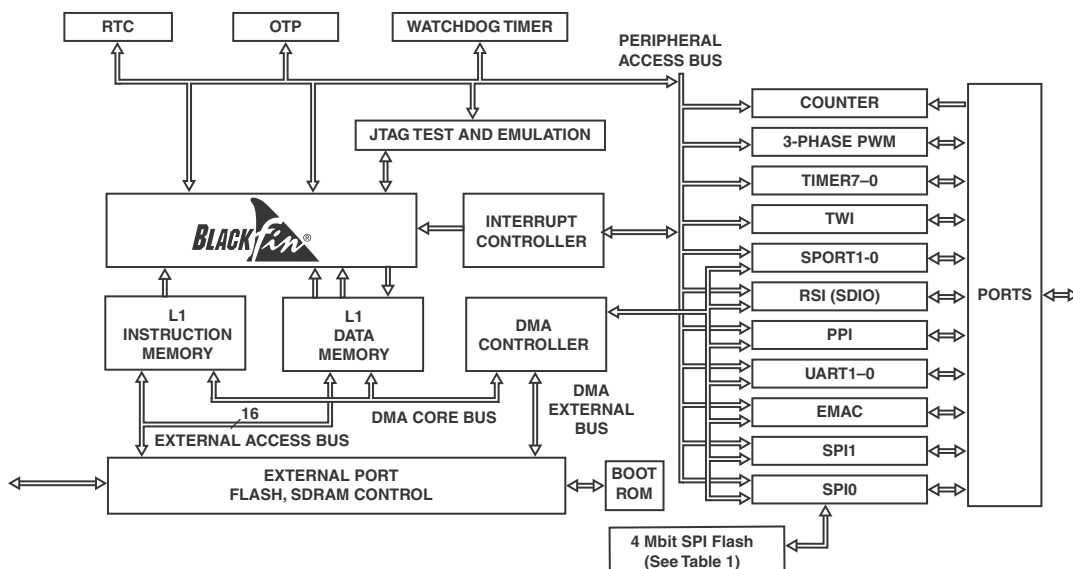 RTC
OTP
WATCHDOG TIMER
PERIPHERAL
ACCESS BUS
COUNTER
JTAG TEST AND EMULATION
3-PHASE PWM
TIMER7–0
BLACKfin®
INTERRUPT
CONTROLLER
TWI
SPORT1-0
L1
INSTRUCTION
MEMORY
L1
DATA
MEMORY
DMA
CONTROLLER
RSI (SDIO)
PORTS
PPI
UART1–0
16
DMA CORE BUS
EXTERNAL ACCESS BUS
DMA
EXTERNAL
BUS
EMAC
SPI1
EXTERNAL PORT
FLASH, SDRAM CONTROL
BOOT
ROM
SPI0
4 Mbit SPI Flash
(See Table 1)